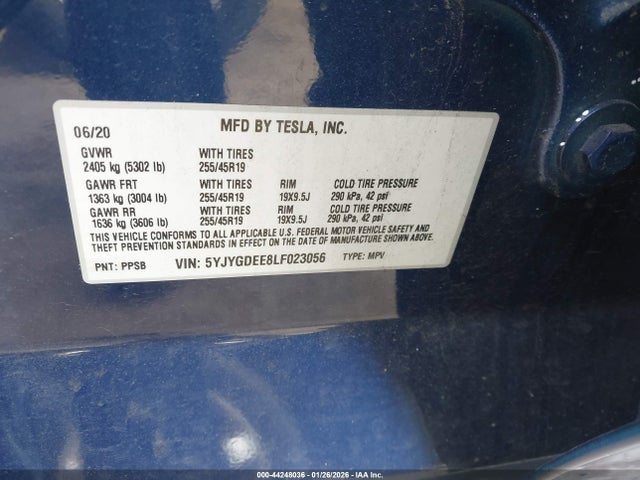 06/20 MFD BY TESLA, INC.
GVWR WITH TIRES
2405 kg (5302 lb) 255/45R19
GAWR FRT WITH TIRES RIM COLD TIRE PRESSURE
1363 kg (3004 lb) 255/45R19 19X9.5J 290 kPa, 42 psi
GAWR RR WITH TIRES RIM COLD TIRE PRESSURE
1636 kg (3606 lb) 255/45R19 19X9.5J 290 kPa, 42 psi
THIS VEHICLE CONFORMS TO ALL APPLICABLE U.S. FEDERAL MOTOR VEHICLE SAFETY AND
THEFT PREVENTION STANDARDS IN EFFECT ON THE DATE OF MANUFACTURE SHOWN ABOVE.
PNT: PPSB VIN: 5YJYGDEE8LF023056 TYPE: MPV
000-44248036 - 01/26/2026 - IAA Inc.